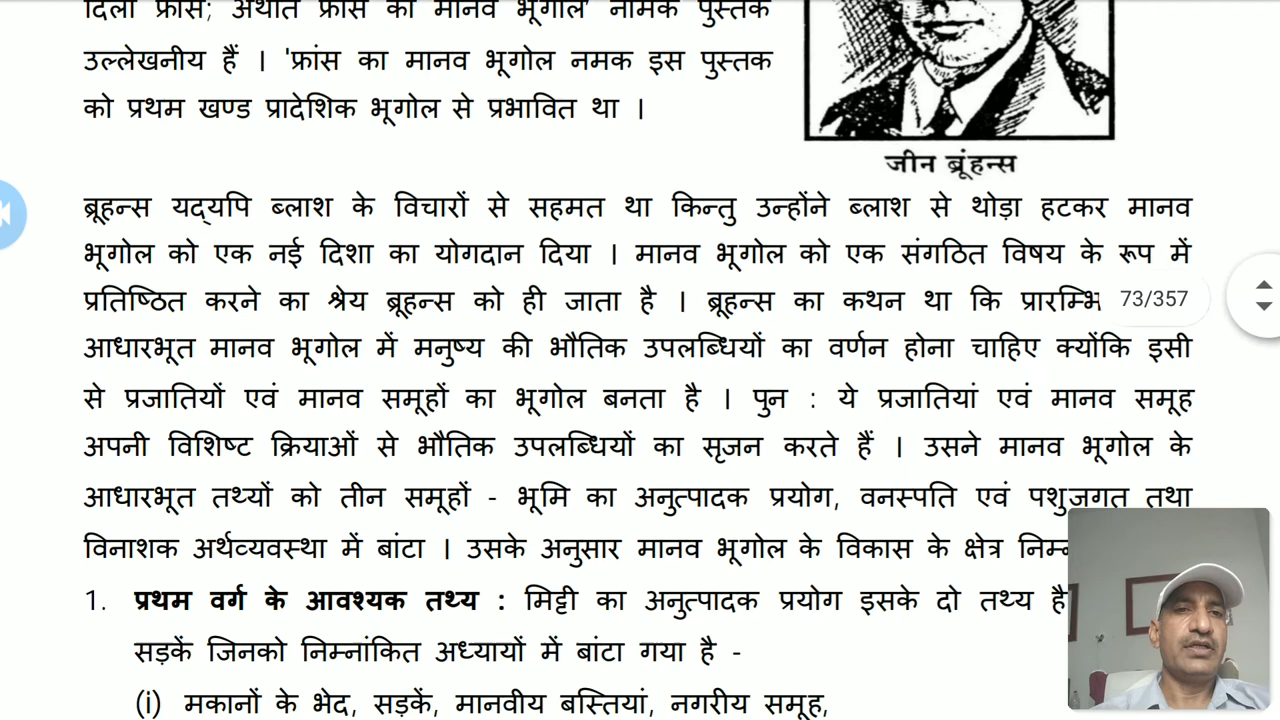 दिला फ्रांस; अर्थात फ्रांस का मानव भूगोल' नामक पुस्तक
उल्लेखनीय हैं । 'फ्रांस का मानव भूगोल नमक इस पुस्तक
को प्रथम खण्ड प्रादेशिक भूगोल से प्रभावित था ।
जीन ब्रूंहन्स
ब्रूहन्स यद्यपि ब्लाश के विचारों से सहमत था किन्तु उन्होंने ब्लाश से थोड़ा हटकर मानव
भूगोल को एक नई दिशा का योगदान दिया । मानव भूगोल को एक संगठित विषय के रूप में
प्रतिष्ठित करने का श्रेय ब्रूहन्स को ही जाता है । ब्रूहन्स का कथन था कि
73/357
आधारभूत मानव भूगोल में मनुष्य की भौतिक उपलब्धियों का वर्णन होना चाहिए क्योंकि इसी
से प्रजातियों एवं मानव समूहों का भूगोल बनता है । पुन : ये प्रजातियां एवं मानव समूह
अपनी विशिष्ट क्रियाओं से भौतिक उपलब्धियों का सृजन करते हैं । उसने मानव भूगोल के
आधारभूत तथ्यों को तीन समूहों - भूमि का अनुत्पादक प्रयोग, वनस्पति एवं पशुजगत तथा
विनाशक अर्थव्यवस्था में बांटा । उसके अनुसार मानव भूगोल के विकास के क्षेत्र
1. प्रथम वर्ग के आवश्यक तथ्य : मिट्टी का अनुत्पादक प्रयोग इसके दो तथ्य है
सड़कें जिनको निम्नांकित अध्यायों में बांटा गया है -
(i) मकानों के भेद, सड़कें, मानवीय बस्तियां, नगरीय समूह,